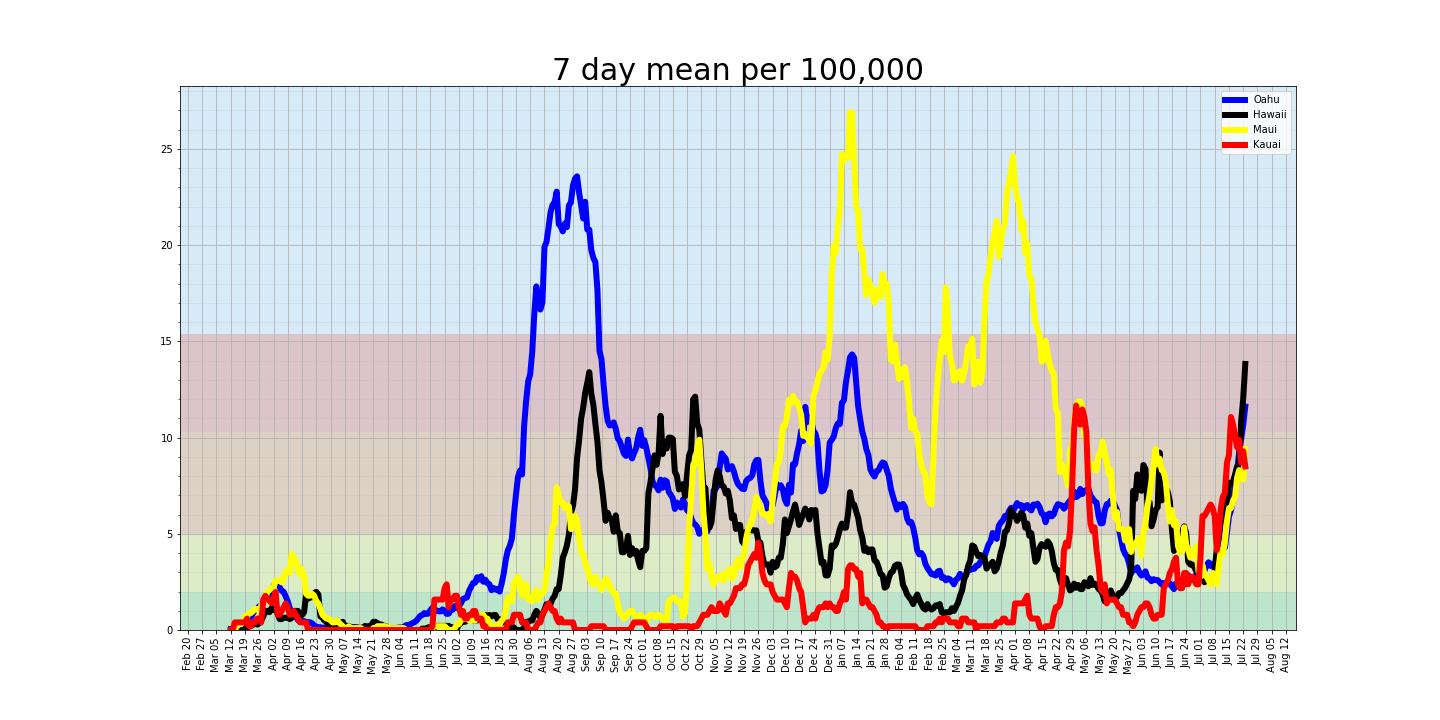 7 day mean per 100,000
Oahu
Hawaii
Maui
Kauai
25
20
15
10
5
0
Feb 20
Feb 27
Mar 05
Mar 12
Mar 19
Mar 26
Apr 02
Apr 09
Apr 16
Apr 23
Apr 30
May 07
May 14
May 21
May 28
Jun 04
Jun 11
Jun 18
Jun 25
Jul 02
Jul 09
Jul 16
Jul 23
Jul 30
Aug 06
Aug 13
Aug 20
Aug 27
Sep 03
Sep 10
Sep 17
Sep 24
Oct 01
Oct 08
Oct 15
Oct 22
Oct 29
Nov 05
Nov 12
Nov 19
Nov 26
Dec 03
Dec 10
Dec 17
Dec 24
Dec 31
Jan 07
Jan 14
Jan 21
Jan 28
Feb 04
Feb 11
Feb 18
Feb 25
Mar 04
Mar 11
Mar 18
Mar 25
Apr 01
Apr 08
Apr 15
Apr 22
Apr 29
May 06
May 13
May 20
May 27
Jun 03
Jun 10
Jun 17
Jun 24
Jul 01
Jul 08
Jul 15
Jul 22
Jul 29
Aug 05
Aug 12